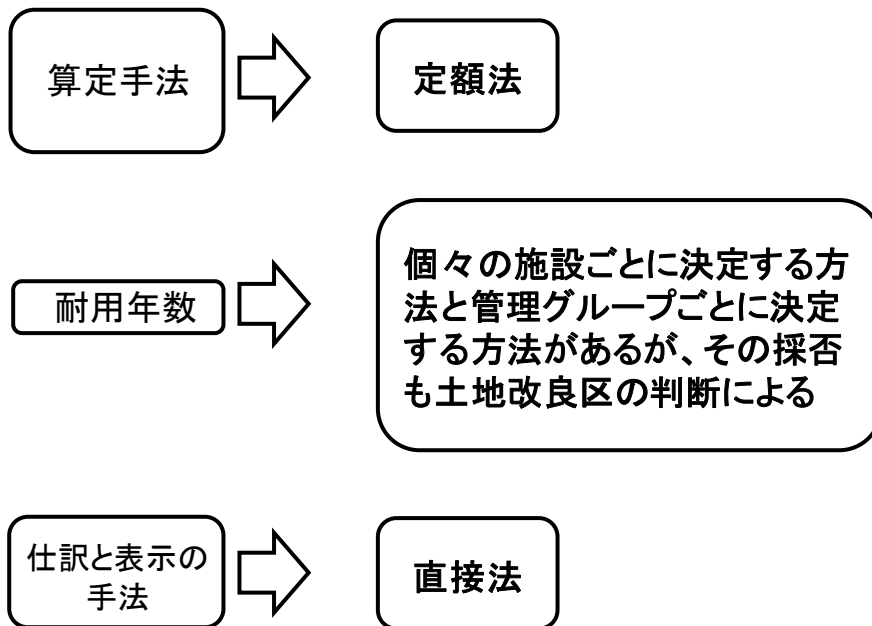 算定手法
定額法
耐用年数
個々の施設ごとに決定する方
法と管理グループごとに決定
する方法があるが、その採否
も土地改良区の判断による
仕訳と表示の
手法
直接法